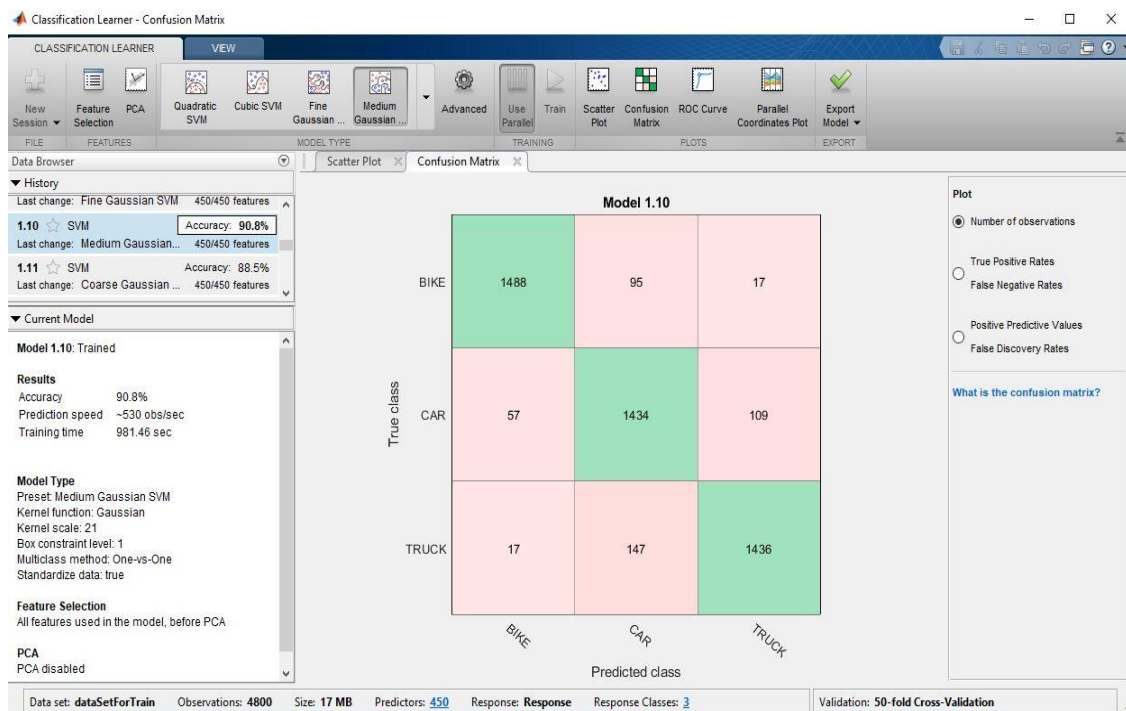 Classification Learner - Confusion Matrix
CLASSIFICATION LEARNER VIEW
New Session
Feature Selection
PCA
Quadratic SVM
Cubic SVM
Fine Gaussian ...
Medium Gaussian ...
Advanced
Use Parallel
Train
Scatter Plot
Confusion Matrix
ROC Curve
Parallel Coordinates Plot
Export Model
FILE FEATURES MODEL TYPE TRAINING PLOTS EXPORT
Data Browser
Scatter Plot Confusion Matrix
History
Last change: Fine Gaussian SVM 450/450 features
1.10 SVM Accuracy: 90.8%
Last change: Medium Gaussian... 450/450 features
1.11 SVM Accuracy: 88.5%
Last change: Coarse Gaussian ... 450/450 features
Current Model
Model 1.10: Trained
Results
Accuracy 90.8%
Prediction speed ~530 obs/sec
Training time 981.46 sec
Model Type
Preset: Medium Gaussian SVM
Kernel function: Gaussian
Kernel scale: 21
Box constraint level: 1
Multiclass method: One-vs-One
Standardize data: true
Feature Selection
All features used in the model, before PCA
PCA
PCA disabled
Model 1.10
True class
BIKE 1488 95 17
CAR 57 1434 109
TRUCK 17 147 1436
BIKE CAR TRUCK
Predicted class
Plot
Number of observations
True Positive Rates
False Negative Rates
Positive Predictive Values
False Discovery Rates
What is the confusion matrix?
Data set: dataSetForTrain Observations: 4800 Size: 17 MB Predictors: 450 Response: Response Response Classes: 3 Validation: 50-fold Cross-Validation